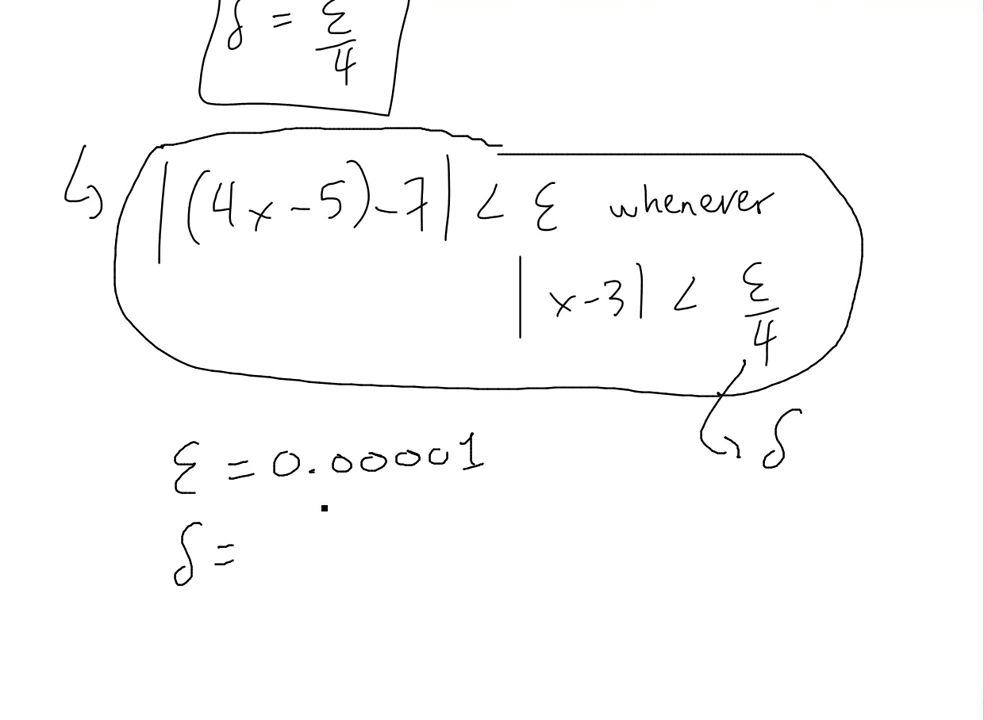 δ = ε/4
↳ |(4x-5)-7| < ε whenever
|x-3| < ε/4
↳ δ
ε = 0.00001
δ =